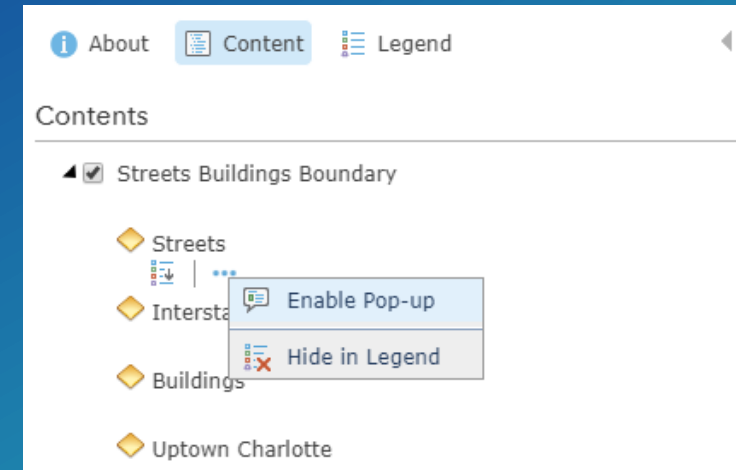 About Content Legend
Contents
Streets Buildings Boundary
Streets
Enable Pop-up
Intersta
Hide in Legend
Buildings
Uptown Charlotte